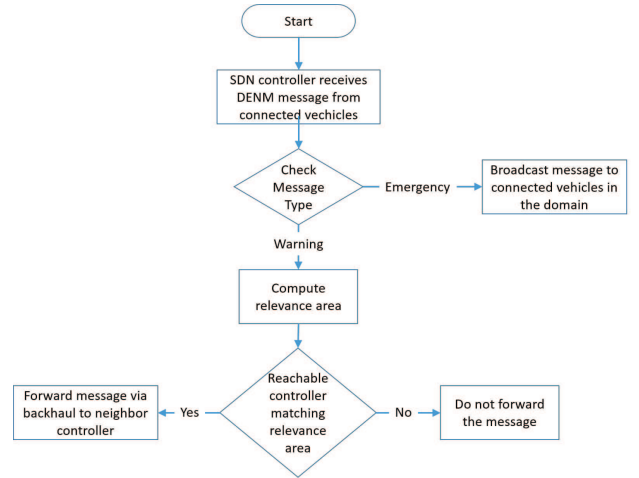 Start
SDN controller receives
DENM message from
connected vechicles
Check
Message
Type
Emergency
Broadcast message to
connected vehicles in
the domain
Warning
Compute
relevance area
Reachable
controller
matching
relevance
area
Yes
Forward message via
backhaul to neighbor
controller
No
Do not forward
the message